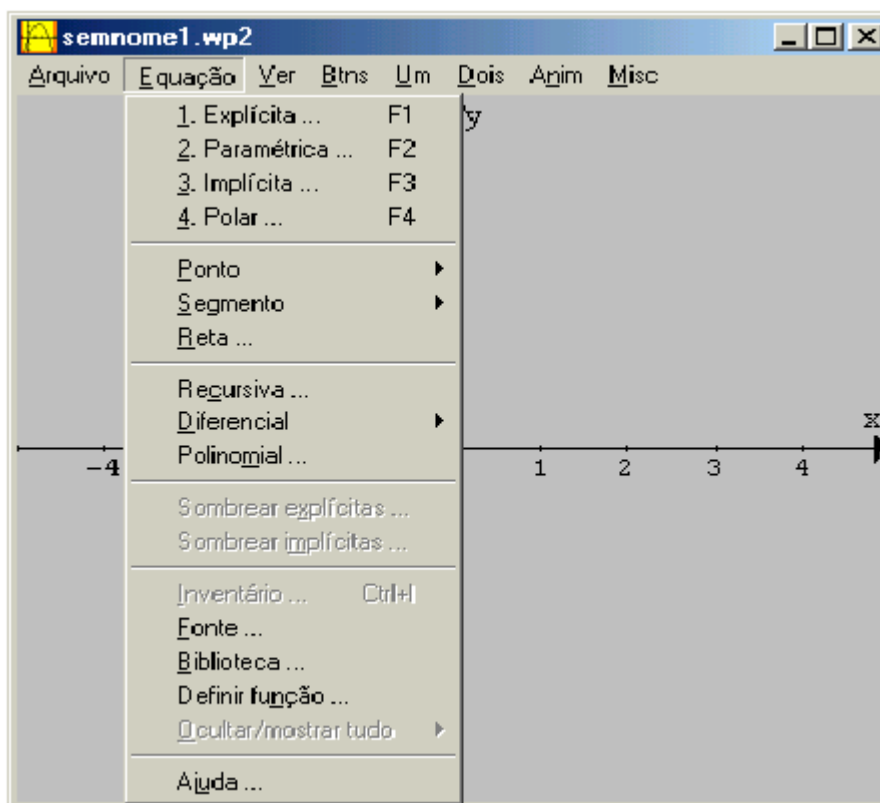 semnome1.wp2
Arquivo Equação Ver Btns Um Dois Anim Misc
1. Explícita ... F1
2. Paramétrica ... F2
3. Implícita ... F3
4. Polar ... F4
Ponto
Segmento
Reta ...
Recursiva ...
Diferencial
Polinomial ...
Sombrear explícitas ...
Sombrear implícitas ...
Inventário ... Ctrl+I
Fonte ...
Biblioteca ...
Definir função ...
Ocultar/mostrar tudo
Ajuda ...
y
x
-4 1 2 3 4